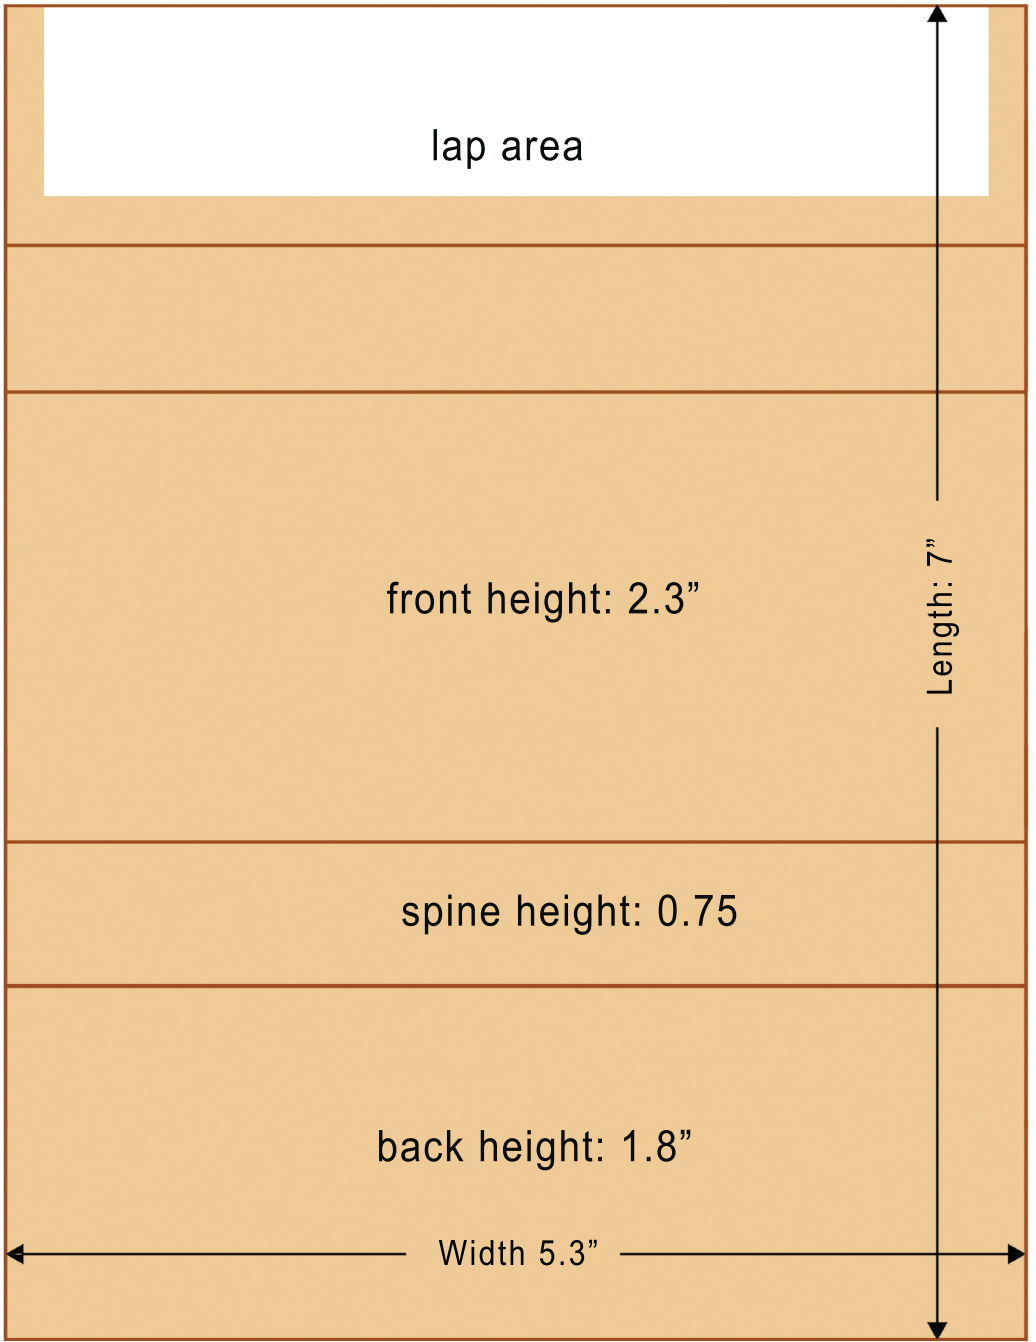 lap area
front height: 2.3”
Length: 7”
spine height: 0.75
back height: 1.8”
Width 5.3”